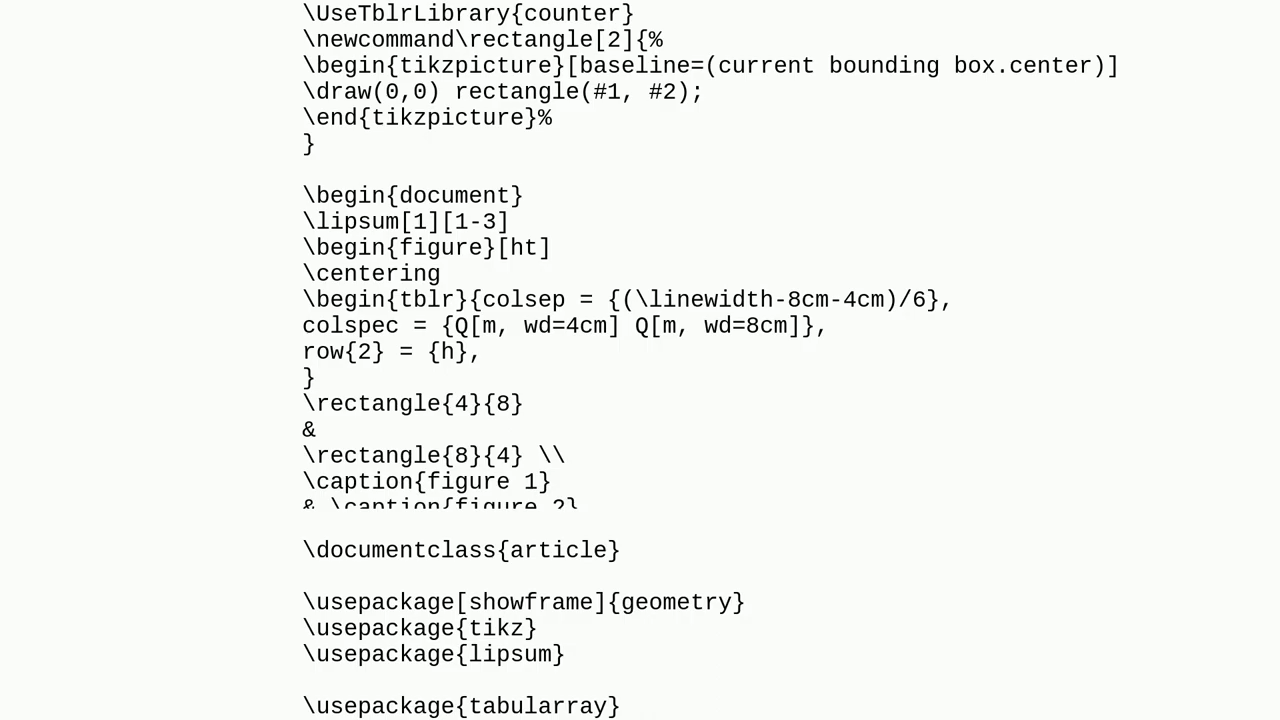 \UseTblrLibrary{counter}
\newcommand\rectangle[2]{%
\begin{tikzpicture}[baseline=(current bounding box.center)]
\draw(0,0) rectangle(#1, #2);
\end{tikzpicture}%
}
\begin{document}
\lipsum[1][1-3]
\begin{figure}[ht]
\centering
\begin{tblr}{colsep = {(\linewidth-8cm-4cm)/6},
colspec = {Q[m, wd=4cm] Q[m, wd=8cm]},
row{2} = {h},
}
\rectangle{4}{8}
&
\rectangle{8}{4} \\
\caption{figure 1}
& \caption{figure 2}
\documentclass{article}
\usepackage[showframe]{geometry}
\usepackage{tikz}
\usepackage{lipsum}
\usepackage{tabularray}